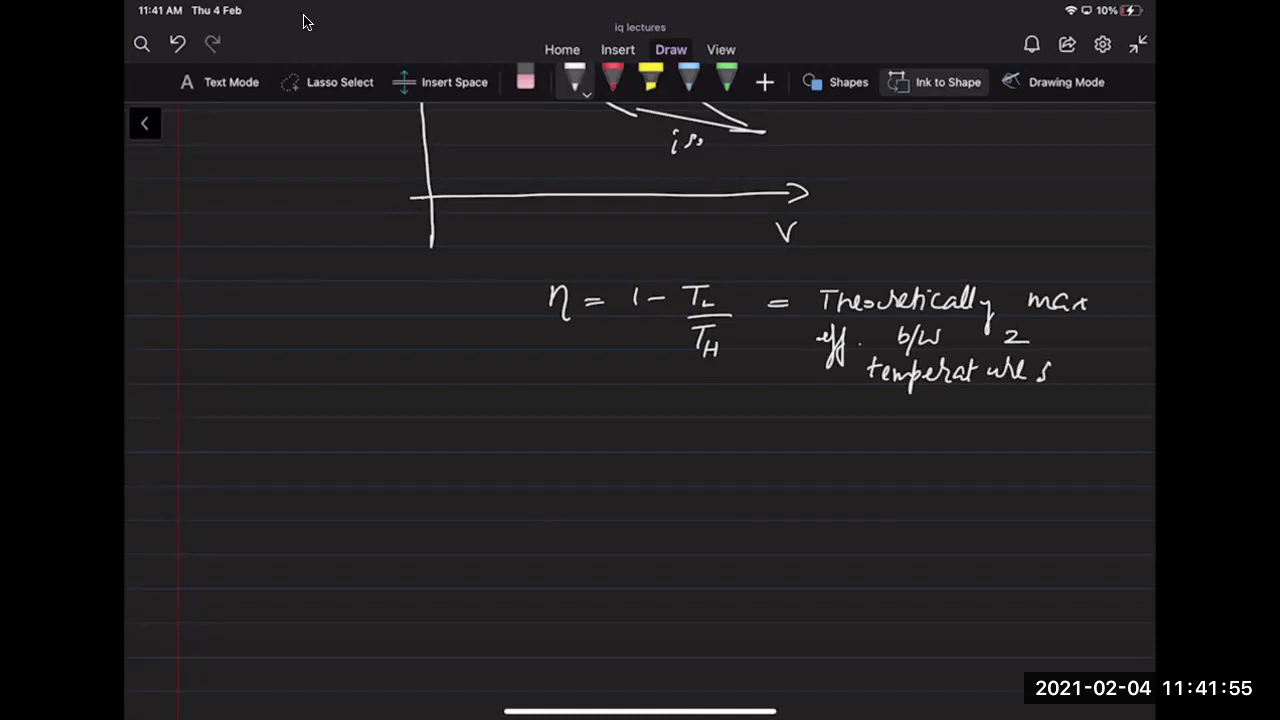 11:41 AM Thu 4 Feb
10%
iq lectures
Home Insert Draw View
Text Mode Lasso Select Insert Space Shapes Ink to Shape Drawing Mode
iso
V
η = 1 - T_L/T_H = Theoretically max
eff. b/w 2
temperatures
2021-02-04 11:41:55